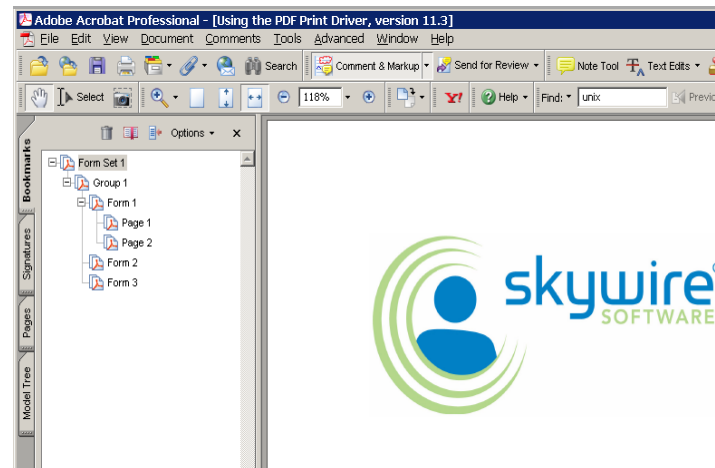 Adobe Acrobat Professional - [Using the PDF Print Driver, version 11.3]
File Edit View Document Comments Tools Advanced Window Help
Search Comment & Markup Send for Review Note Tool Text Edits
Select 118% Y! Help Find: unix Previo
Options x
Bookmarks
Signatures
Pages
Model Tree
Form Set 1
Group 1
Form 1
Page 1
Page 2
Form 2
Form 3
skywire
SOFTWARE